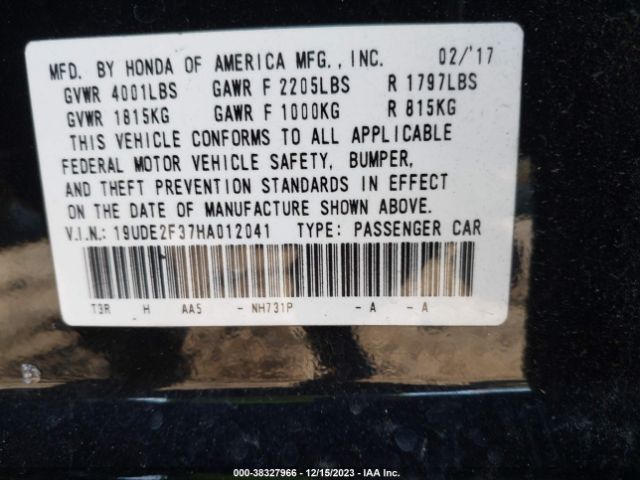 MFD. BY HONDA OF AMERICA MFG., INC. 02/'17
GVWR 4001LBS GAWR F 2205LBS R 1797LBS
GVWR 1815KG GAWR F 1000KG R 815KG
THIS VEHICLE CONFORMS TO ALL APPLICABLE
FEDERAL MOTOR VEHICLE SAFETY, BUMPER,
AND THEFT PREVENTION STANDARDS IN EFFECT
ON THE DATE OF MANUFACTURE SHOWN ABOVE.
V.I.N.: 19UDE2F37HA012041 TYPE: PASSENGER CAR
T3R H AA5 - NH731P - A - A
000-38327966 - 12/15/2023 - IAA Inc.